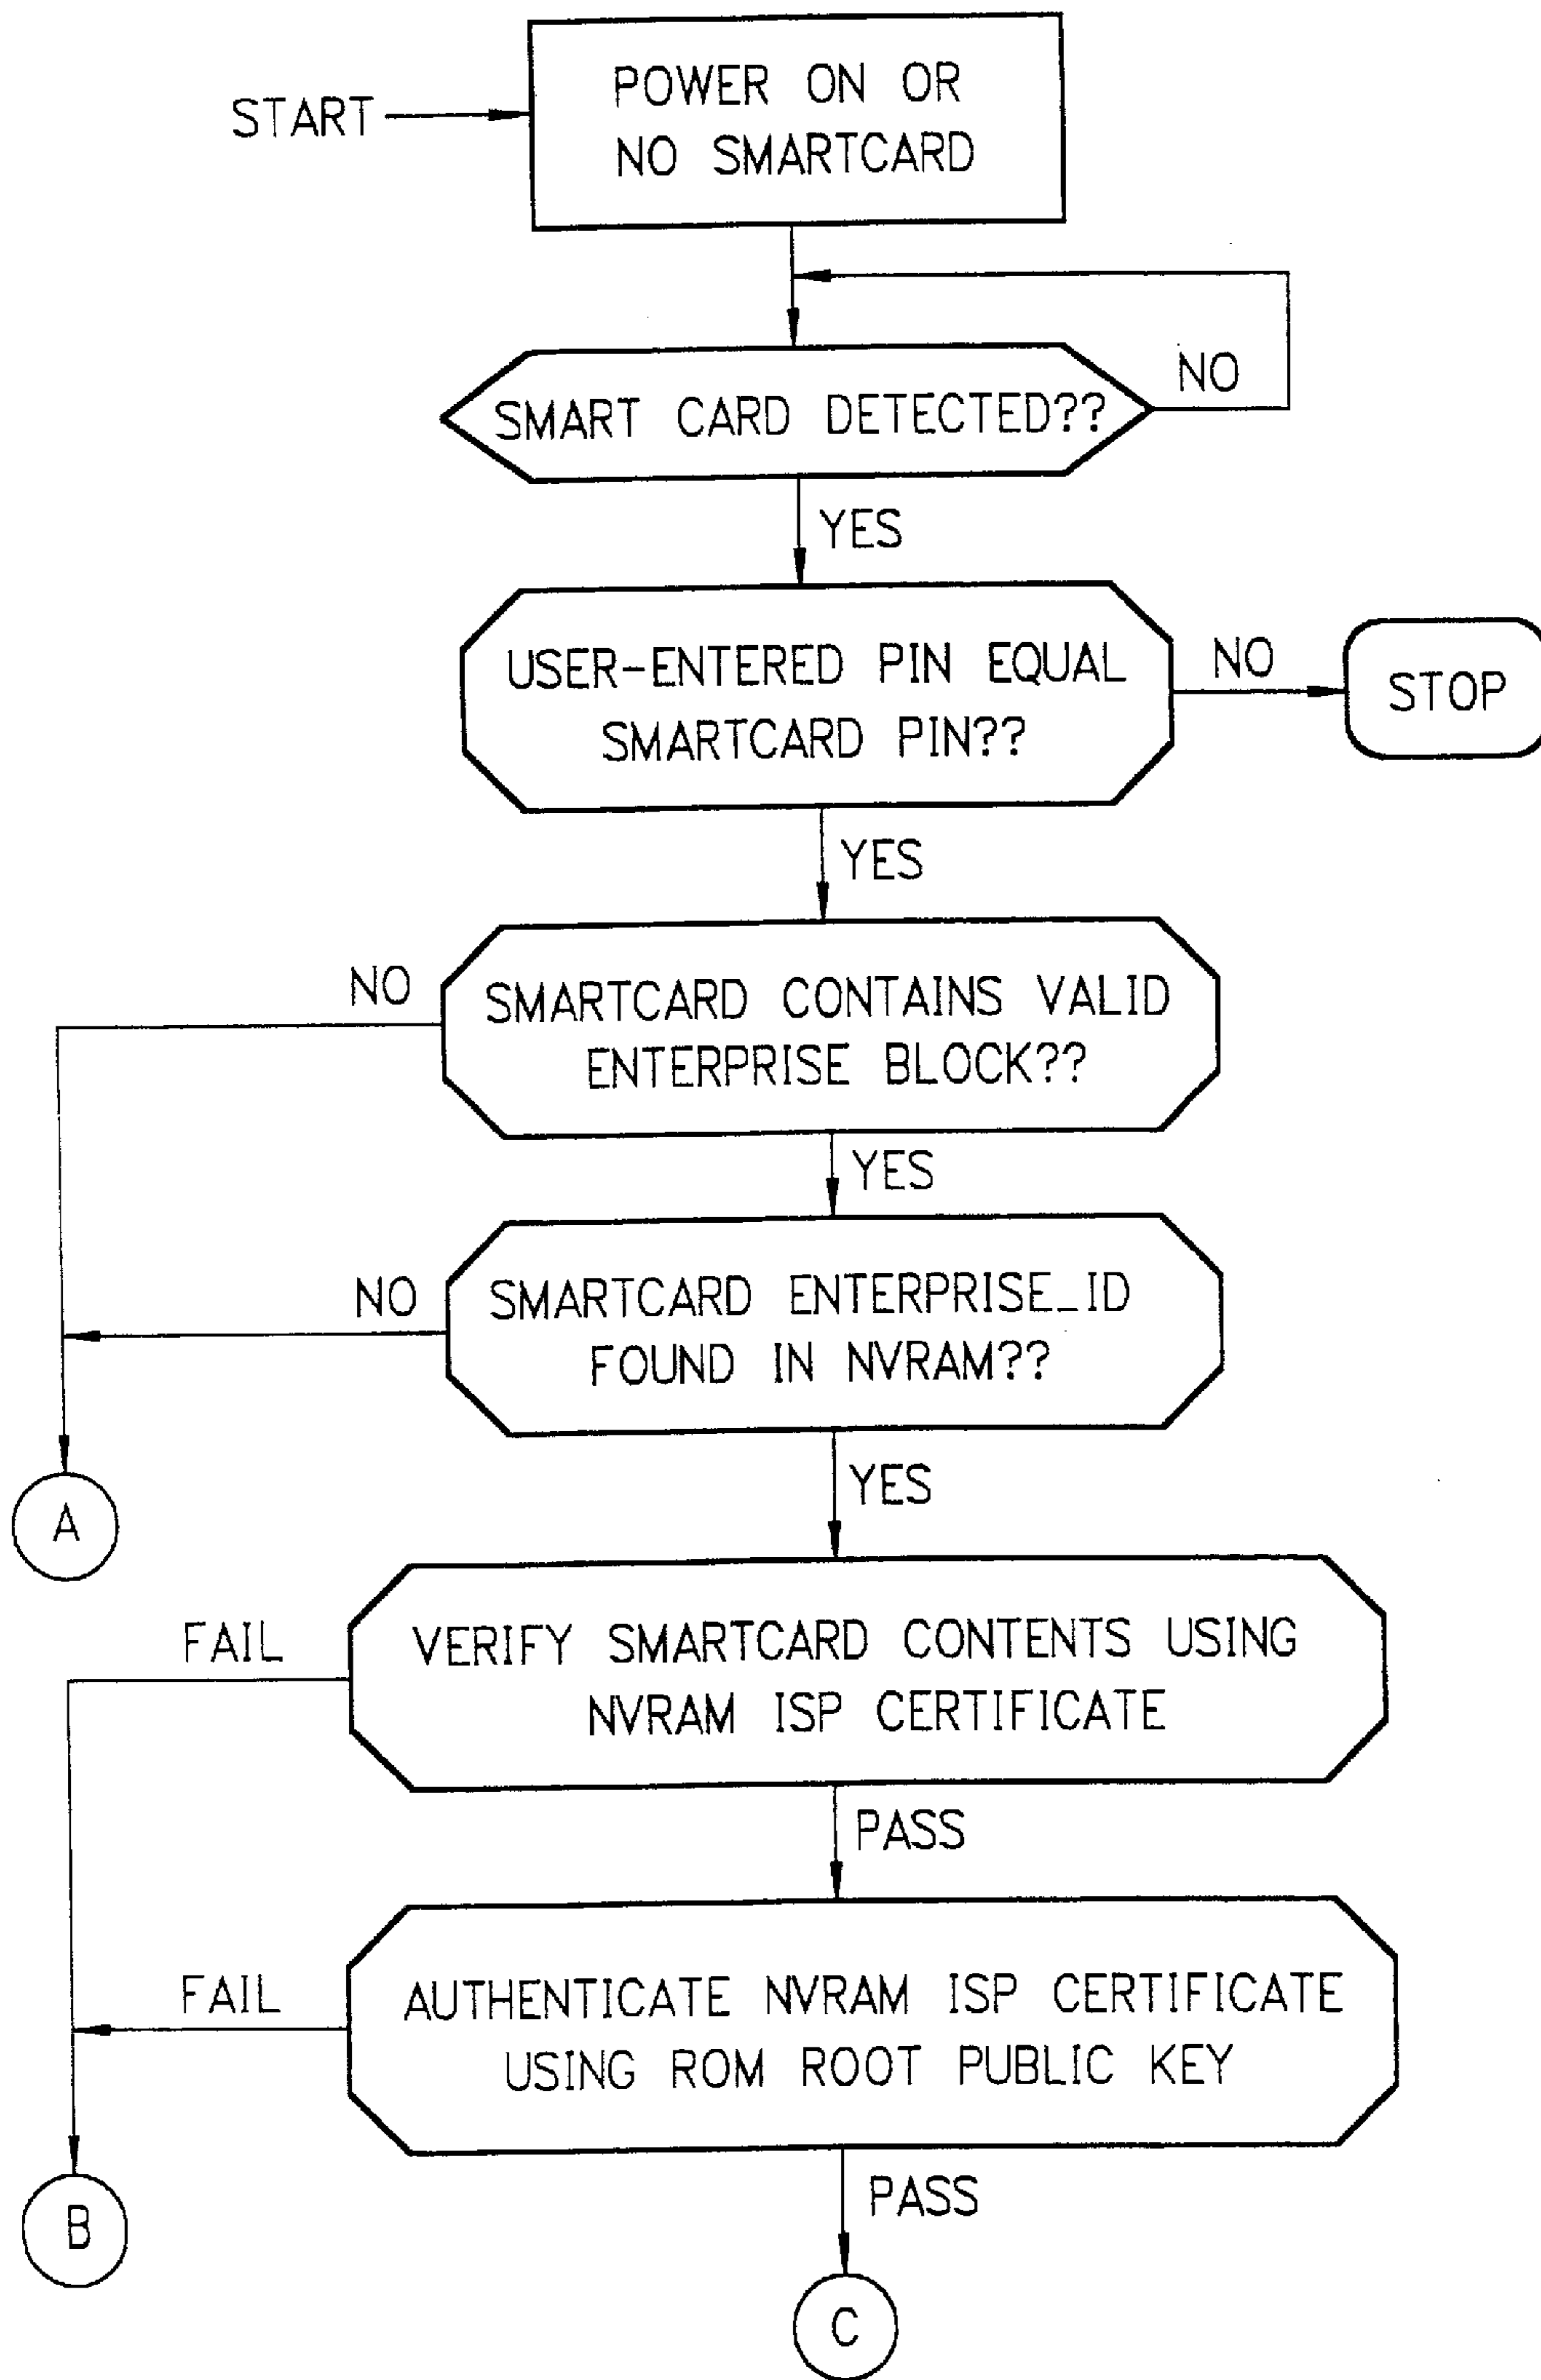 START
POWER ON OR
NO SMARTCARD
SMART CARD DETECTED??
NO
YES
USER-ENTERED PIN EQUAL
SMARTCARD PIN??
NO
STOP
YES
SMARTCARD CONTAINS VALID
ENTERPRISE BLOCK??
NO
YES
SMARTCARD ENTERPRISE_ID
FOUND IN NVRAM??
NO
A
YES
VERIFY SMARTCARD CONTENTS USING
NVRAM ISP CERTIFICATE
FAIL
PASS
AUTHENTICATE NVRAM ISP CERTIFICATE
USING ROM ROOT PUBLIC KEY
FAIL
B
PASS
C